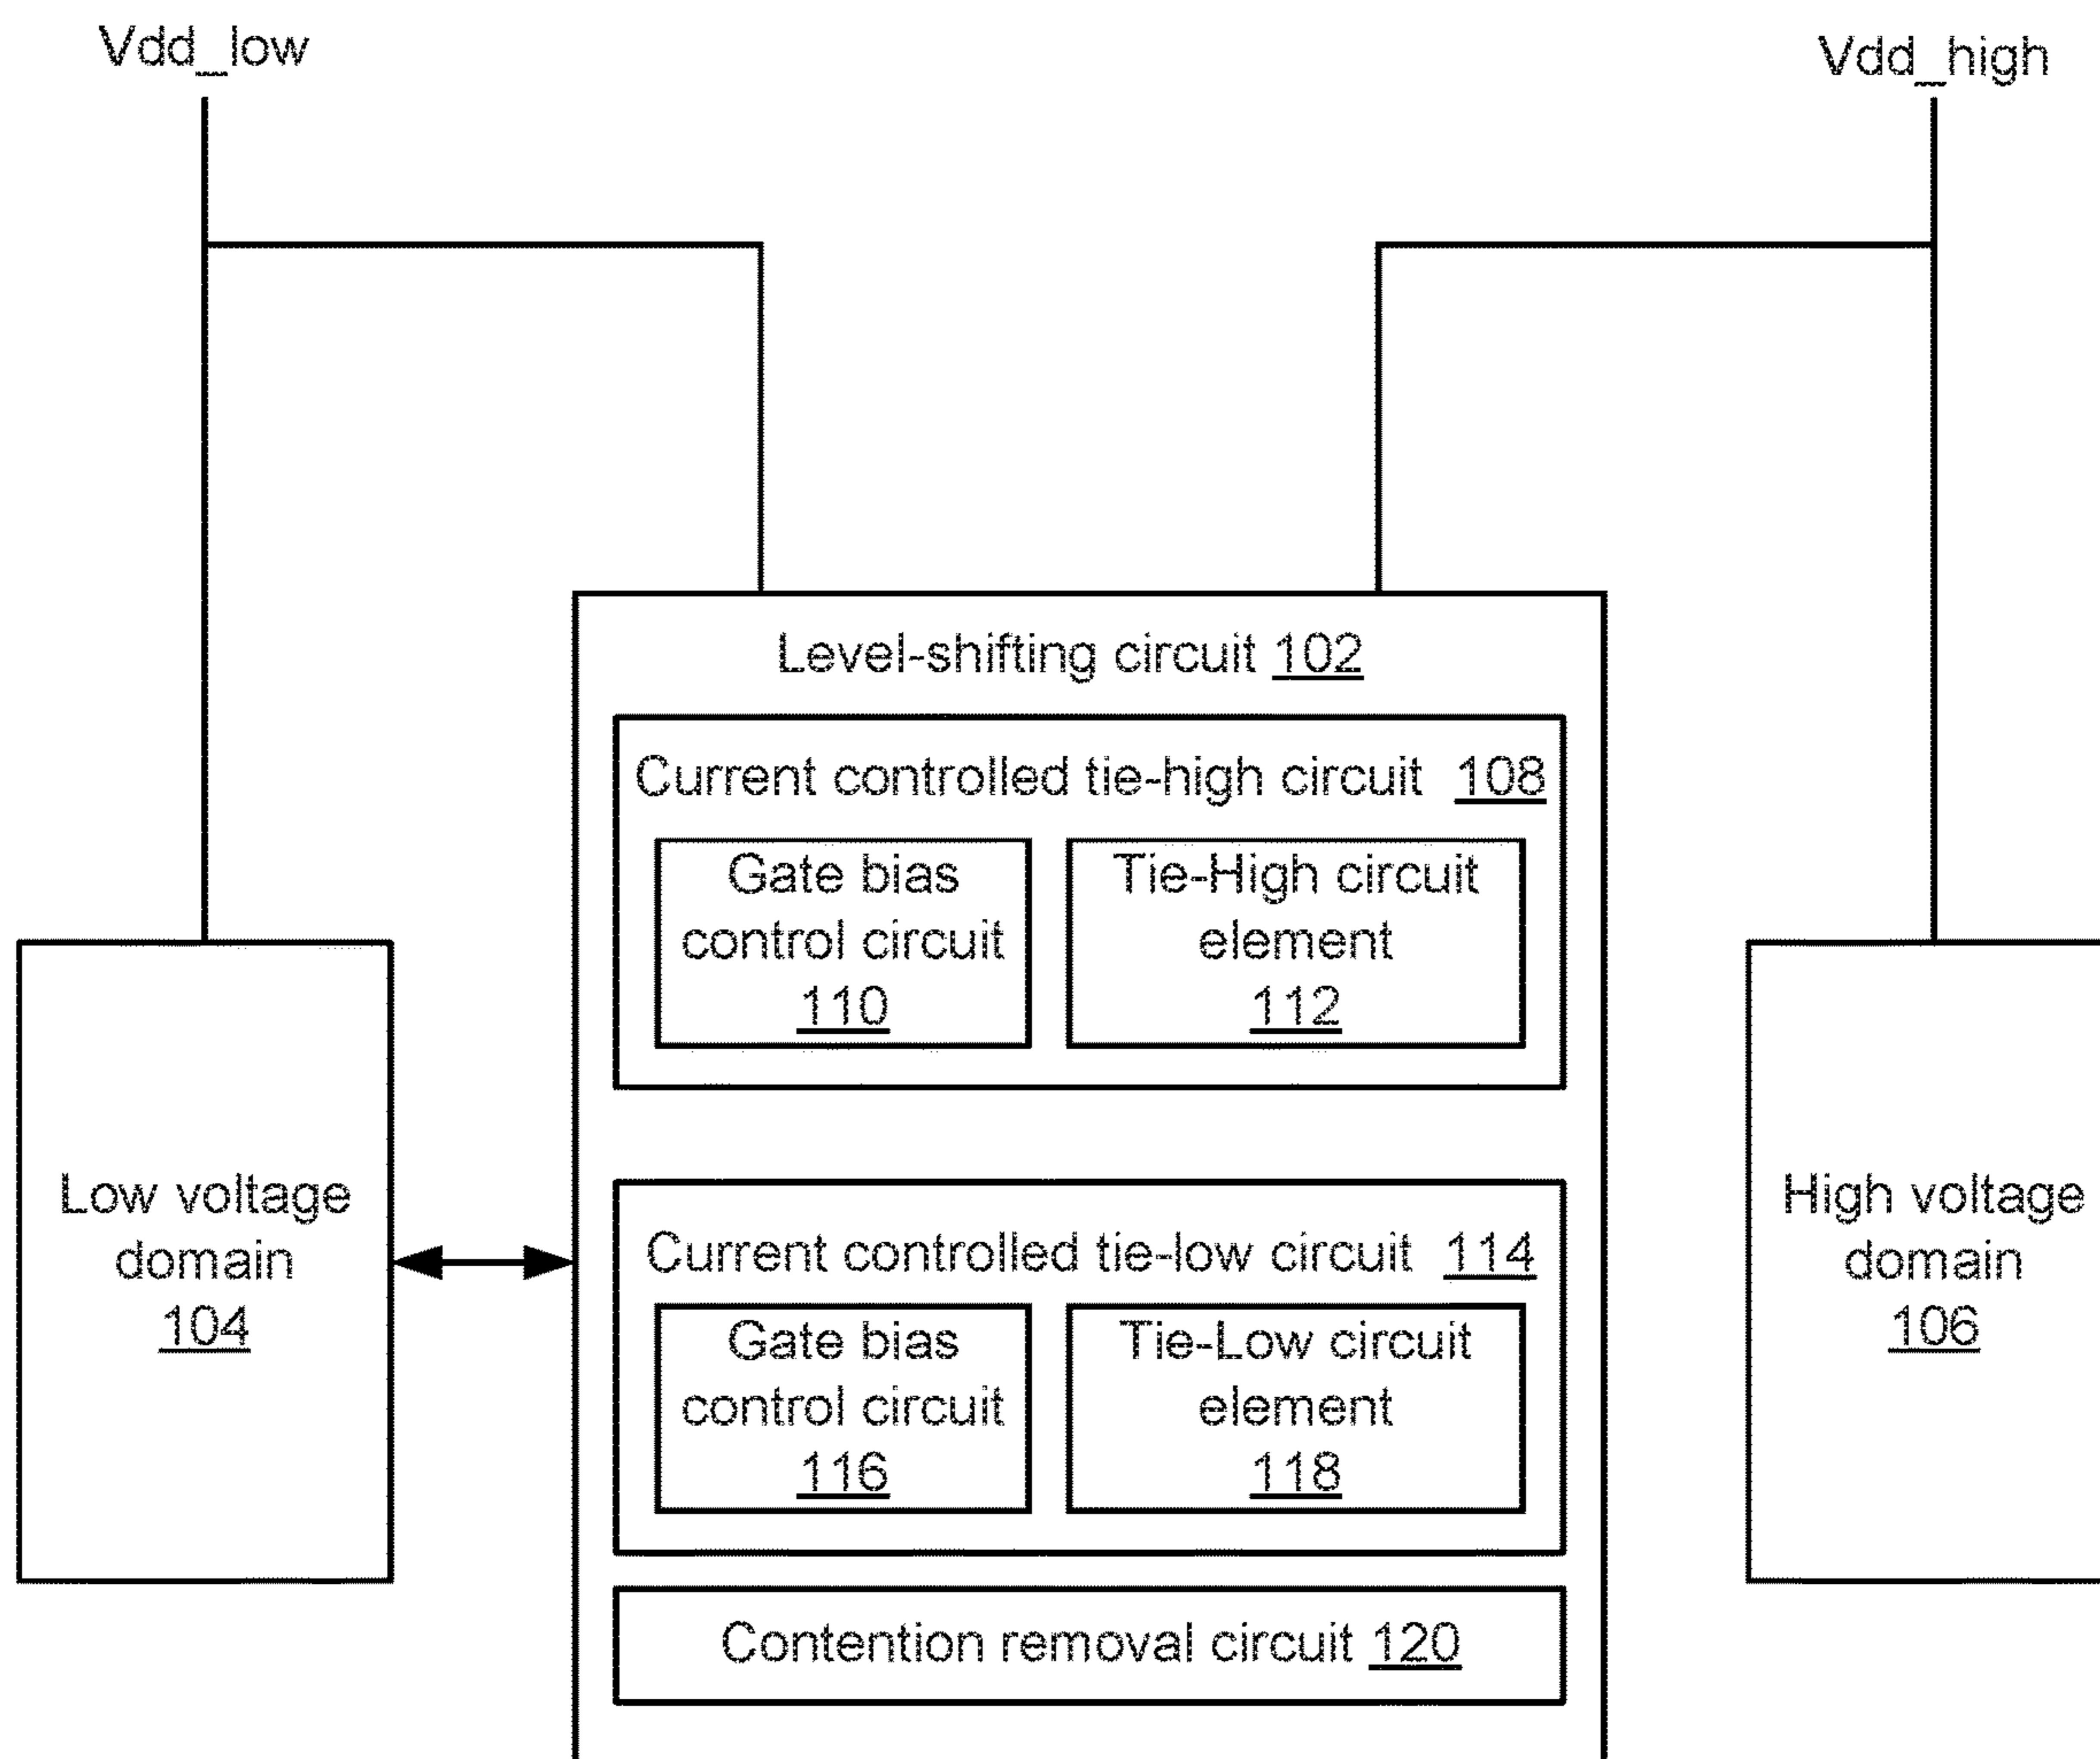 Vdd_low
Vdd_high
Level-shifting circuit 102
Current controlled tie-high circuit 108
Gate bias
control circuit
110
Tie-High circuit
element
112
Low voltage
domain
104
Current controlled tie-low circuit 114
Gate bias
control circuit
116
Tie-Low circuit
element
118
High voltage
domain
106
Contention removal circuit 120